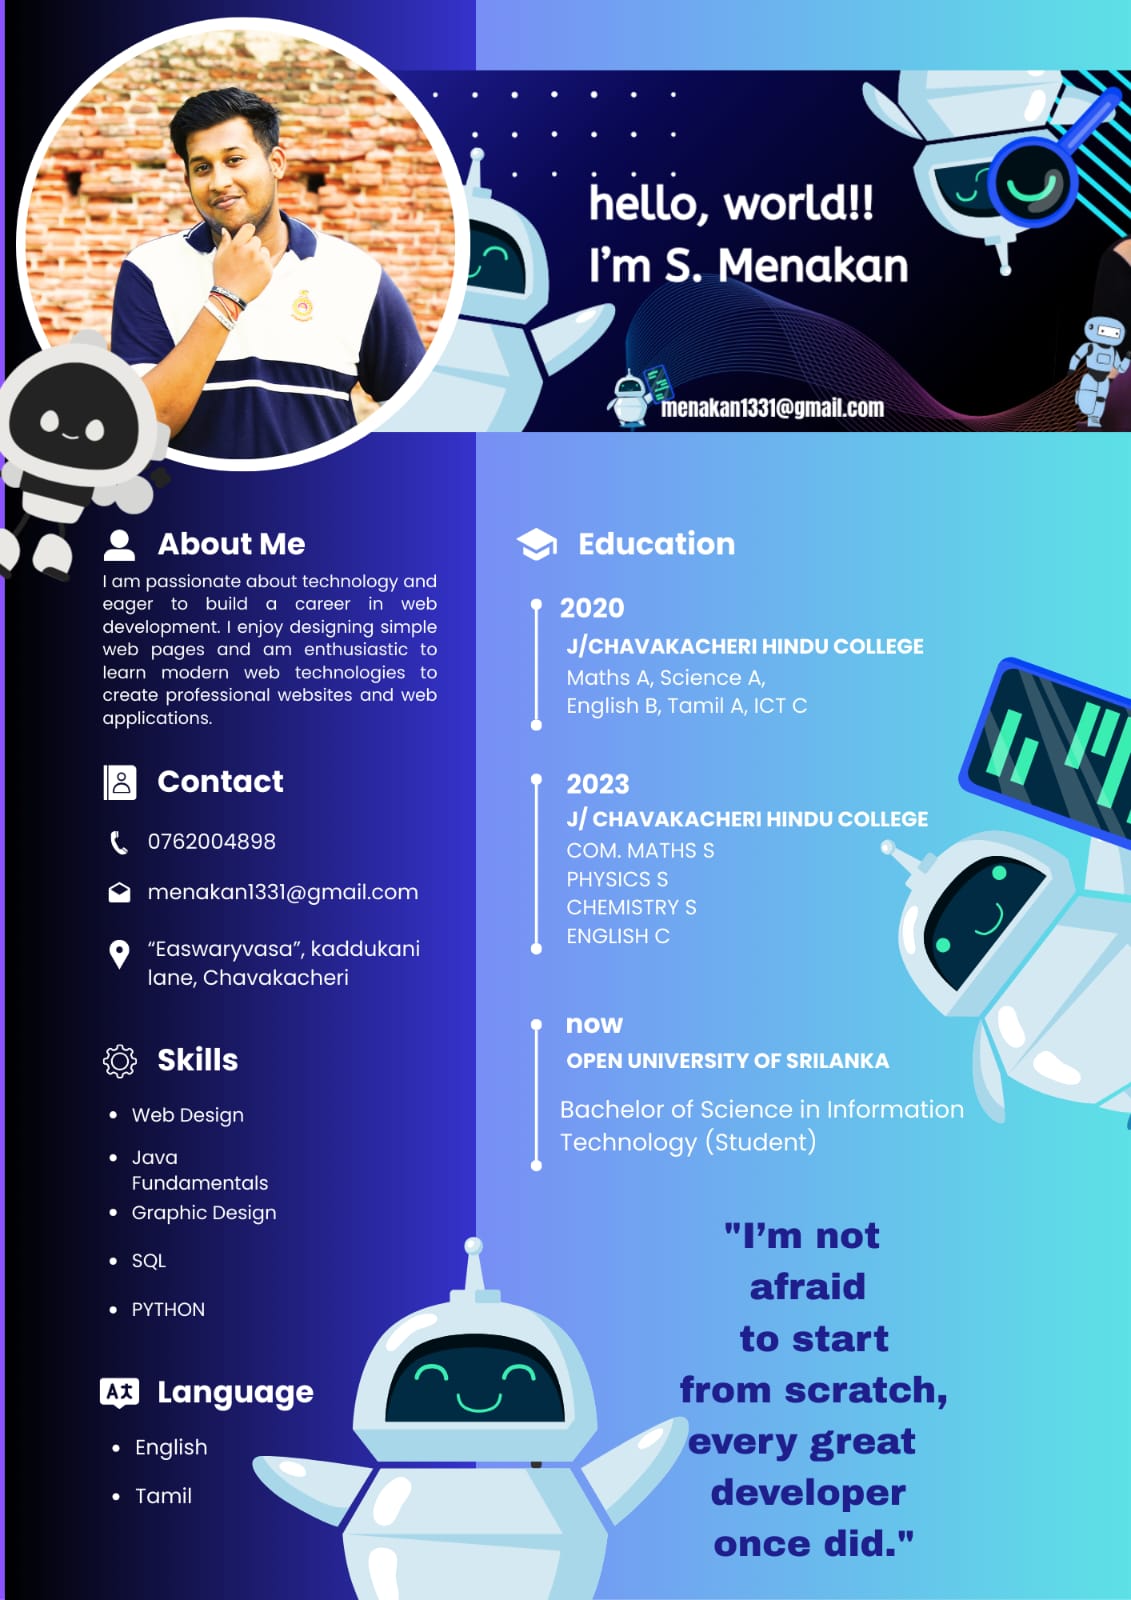 hello, world!!
I'm S. Menakan
menakan1331@gmail.com
About Me
I am passionate about technology and
eager to build a career in web
development. I enjoy designing simple
web pages and am enthusiastic to
learn modern web technologies to
create professional websites and web
applications.
Contact
0762004898
menakan1331@gmail.com
“Easwaryvasa”, kaddukani
lane, Chavakacheri
Skills
• Web Design
• Java
Fundamentals
• Graphic Design
• SQL
• PYTHON
Language
• English
• Tamil
Education
2020
J/CHAVAKACHERI HINDU COLLEGE
Maths A, Science A,
English B, Tamil A, ICT C
2023
J/ CHAVAKACHERI HINDU COLLEGE
COM. MATHS S
PHYSICS S
CHEMISTRY S
ENGLISH C
now
OPEN UNIVERSITY OF SRILANKA
Bachelor of Science in Information
Technology (Student)
"I’m not
afraid
to start
from scratch,
every great
developer
once did."